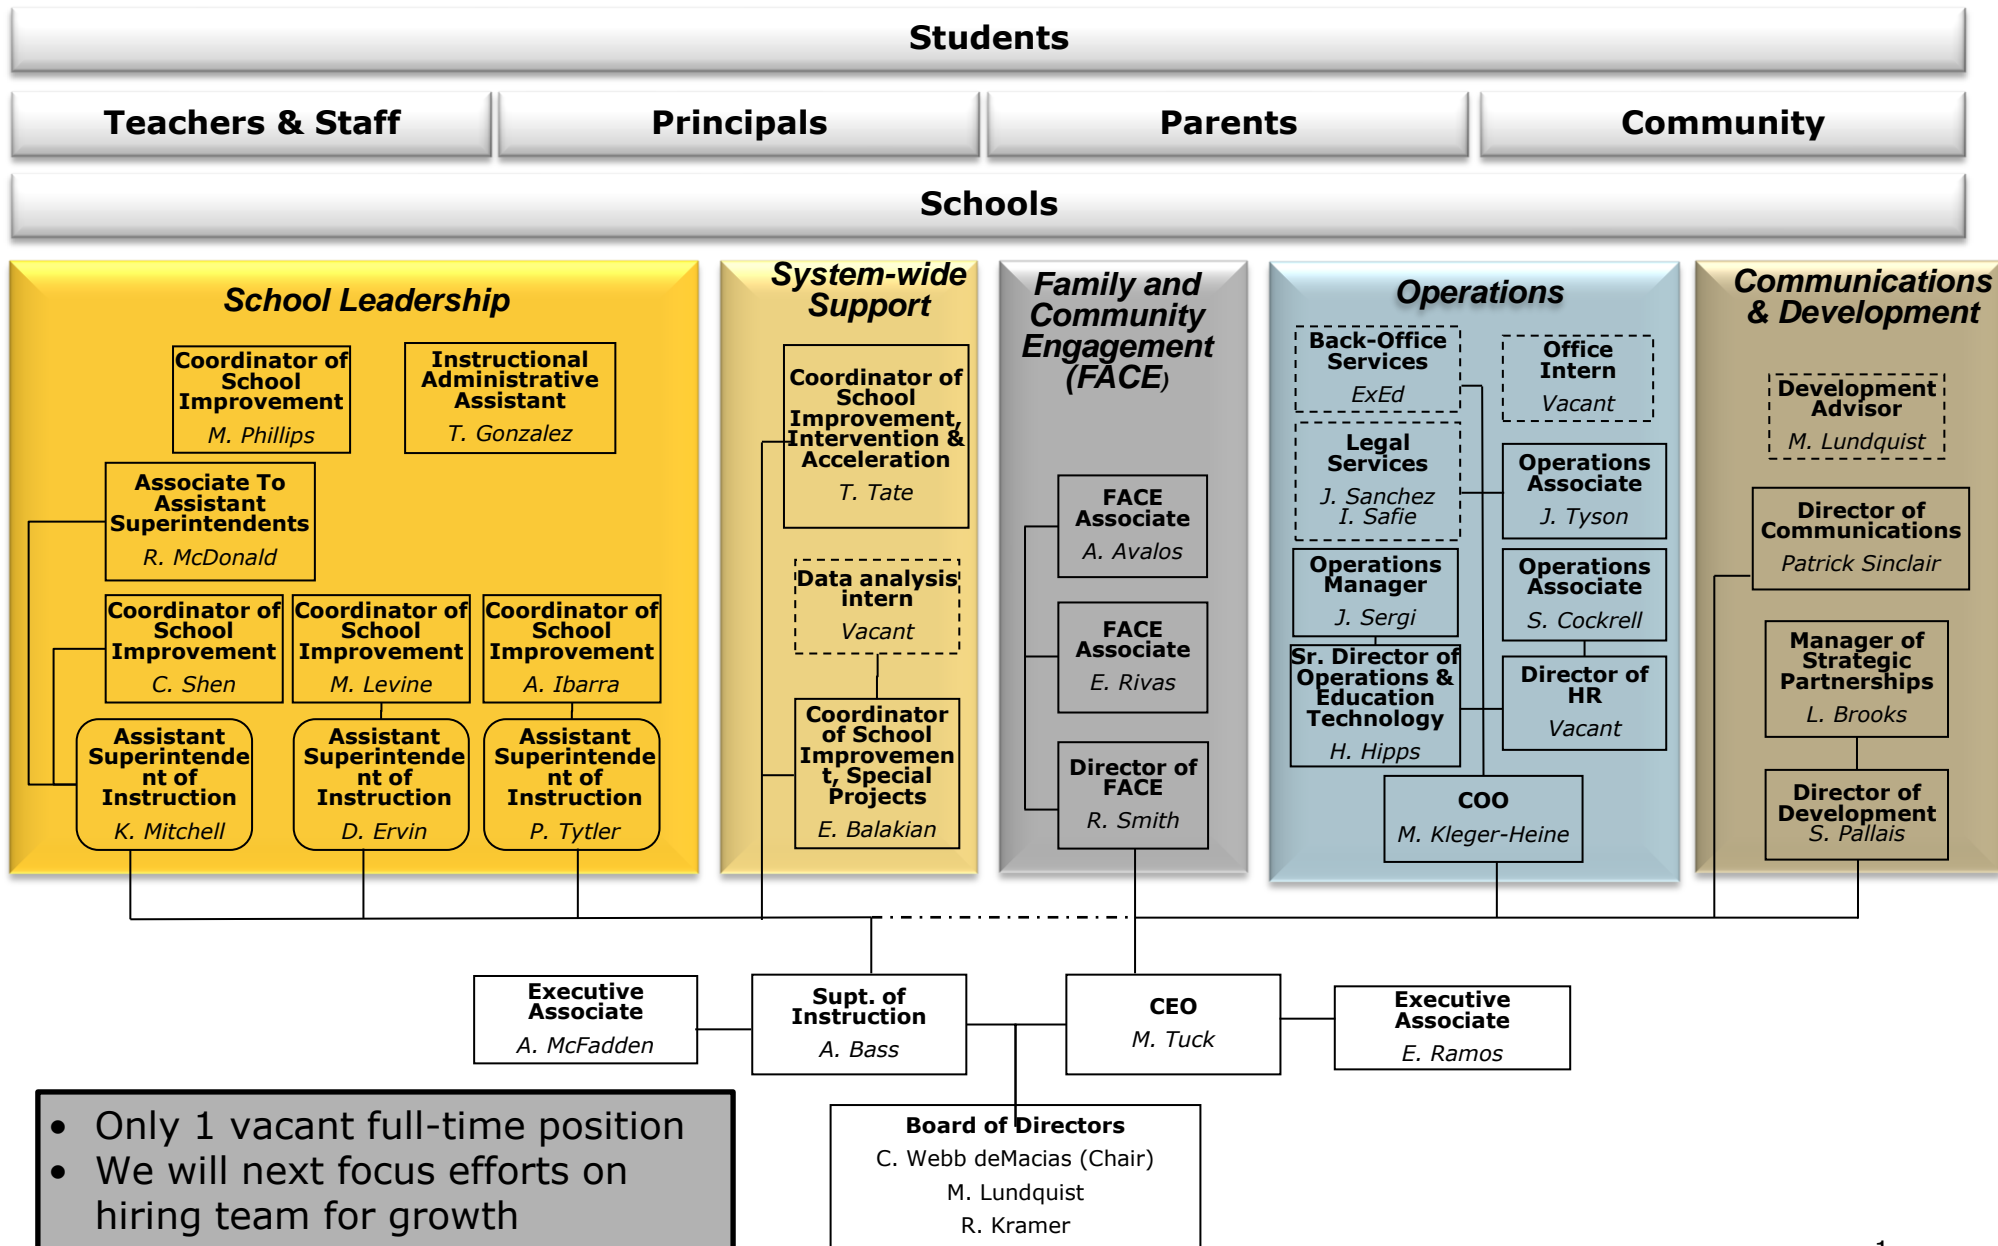 Students
Teachers & Staff
Principals
Parents
Community
Schools
School Leadership
Coordinator of
School
Improvement
M. Phillips
Instructional
Administrative
Assistant
T. Gonzalez
Associate To
Assistant
Superintendents
R. McDonald
Coordinator of
School
Improvement
C. Shen
Coordinator of
School
Improvement
M. Levine
Coordinator of
School
Improvement
A. Ibarra
Assistant
Superintende
nt of
Instruction
K. Mitchell
Assistant
Superintende
nt of
Instruction
D. Ervin
Assistant
Superintende
nt of
Instruction
P. Tytler
System-wide
Support
Coordinator of
School
Improvement,
Intervention &
Acceleration
T. Tate
Data analysis
intern
Vacant
Coordinator
of School
Improvemen
t, Special
Projects
E. Balakian
Family and
Community
Engagement
(FACE)
FACE
Associate
A. Avalos
FACE
Associate
E. Rivas
Director of
FACE
R. Smith
Operations
Back-Office
Services
ExEd
Office
Intern
Vacant
Legal
Services
J. Sanchez
I. Safie
Operations
Associate
J. Tyson
Operations
Manager
J. Sergi
Operations
Associate
S. Cockrell
Sr. Director of
Operations &
Education
Technology
H. Hipps
Director of
HR
Vacant
COO
M. Kleger-Heine
Communications
& Development
Development
Advisor
M. Lundquist
Director of
Communications
Patrick Sinclair
Manager of
Strategic
Partnerships
L. Brooks
Director of
Development
S. Pallais
Executive
Associate
A. McFadden
Supt. of
Instruction
A. Bass
CEO
M. Tuck
Executive
Associate
E. Ramos
Board of Directors
C. Webb deMacias (Chair)
M. Lundquist
R. Kramer
• Only 1 vacant full-time position
• We will next focus efforts on
hiring team for growth